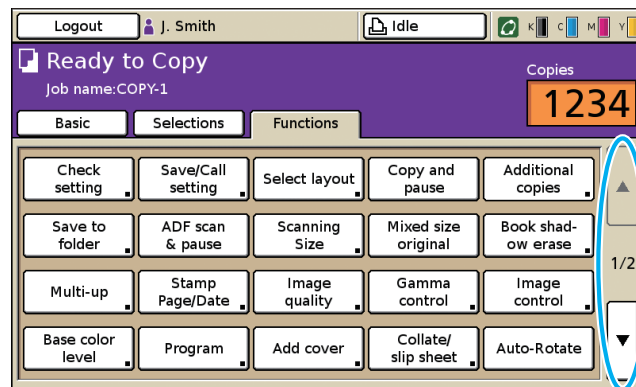 Logout J. Smith Idle K C M Y
Ready to Copy
Job name:COPY-1
Copies
1234
Basic Selections Functions
Check setting
Save/Call setting
Select layout
Copy and pause
Additional copies
Save to folder
ADF scan & pause
Scanning Size
Mixed size original
Book shad-
ow erase
1/2
Multi-up
Stamp Page/Date
Image quality
Gamma control
Image control
Base color level
Program
Add cover
Collate/ slip sheet
Auto-Rotate